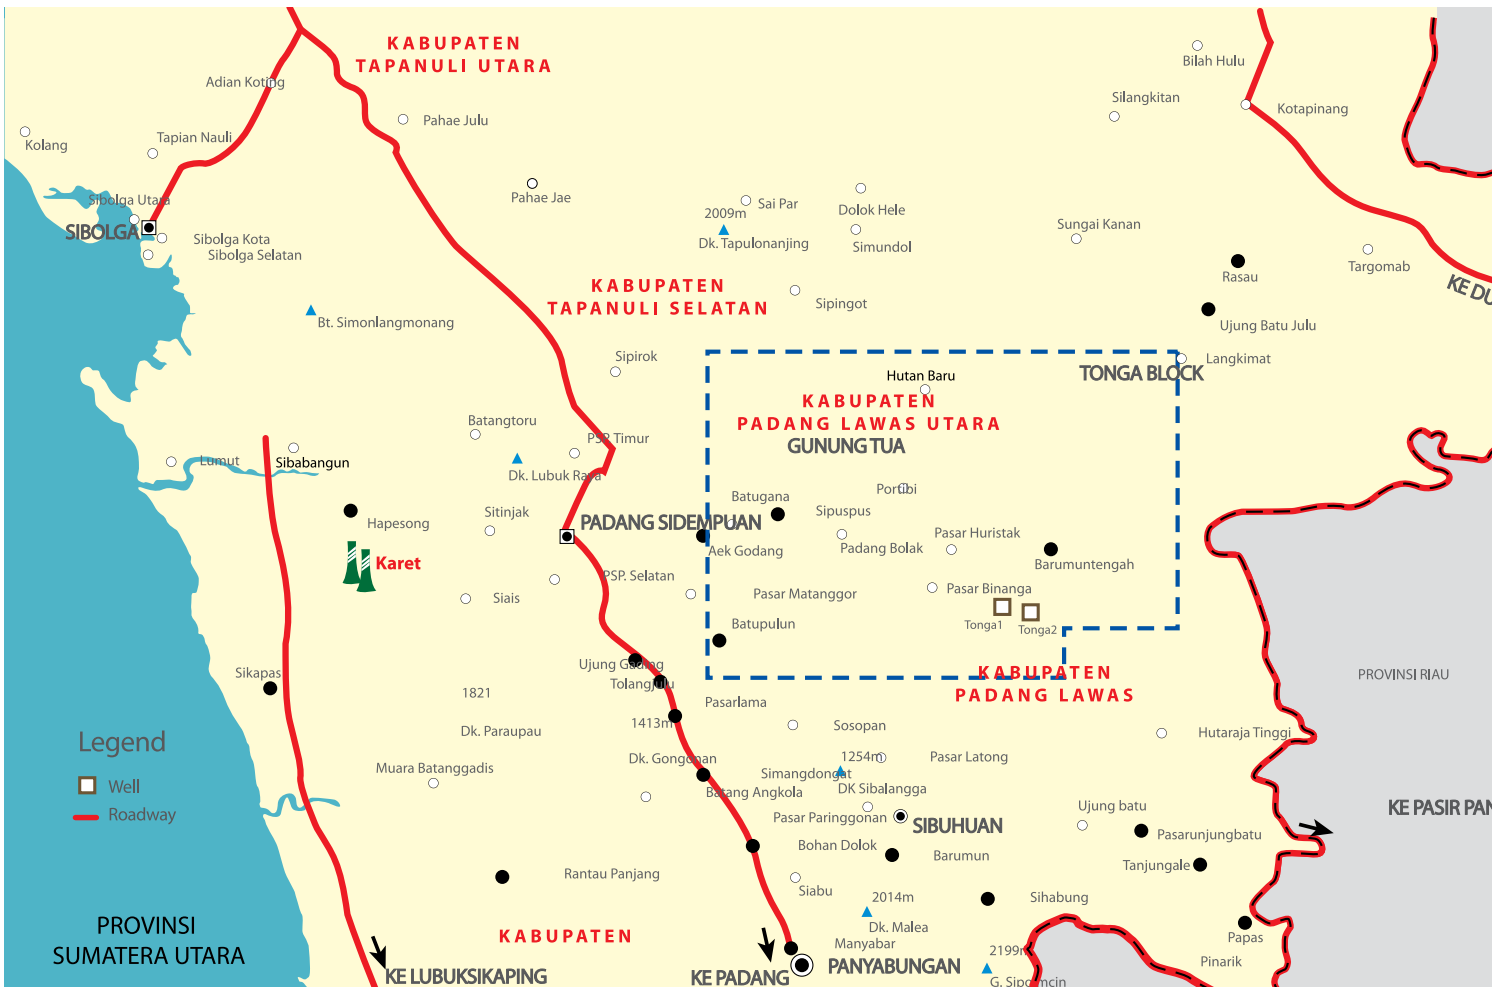 KABUPATEN
TAPANULI UTARA
Bilah Hulu
Adian Koting
Silangkitan
Kotapinang
Pahae Julu
Tapian Nauli
Kolang
Pahae Jae
Sibolga Utara
Sai Par
2009m
Dolok Hele
SIBOLGA
Sibolga Kota
Dk. Tapulonanjing
Simundol
Sungai Kanan
Sibolga Selatan
Targomab
Rasau
KABUPATEN
TAPANULI SELATAN
KE DU
Sipingot
Bt. Simonlangmonang
Ujung Batu Julu
Sipirok
Langkimat
TONGA BLOCK
Hutan Baru
KABUPATEN
PADANG LAWAS UTARA
Batangtoru
PSP. Timur
GUNUNG TUA
Lumut
Sibabangun
Dk. Lubuk Raya
Portibi
Batugana
Sitinjak
Sipuspus
Hapesong
PADANG SIDEMPUAN
Pasar Huristak
Aek Godang
Padang Bolak
Karet
Barumuntengah
PSP. Selatan
Pasar Binanga
Siais
Pasar Matanggor
Batupulun
Tonga1
Tonga2
Sikapas
Ujung Gading
KABUPATEN
PADANG LAWAS
PROVINSI RIAU
Tolangjulu
1821
Pasarlama
1413m
Sosopan
Dk. Paraupau
Hutaraja Tinggi
Legend
Dk. Gongonan
1254m
Pasar Latong
Muara Batanggadis
Simangdongat
Well
Batang Angkola
DK Sibalangga
Roadway
Pasar Paringgonan
Ujung batu
KE PASIR PAN
SIBUHUAN
Pasarunjungbatu
Bohan Dolok
Barumun
Tanjungale
Rantau Panjang
Siabu
2014m
Sihabung
PROVINSI
SUMATERA UTARA
KABUPATEN
Dk. Malea
Papas
Manyabar
2199m
Pinarik
KE LUBUKSIKAPING
KE PADANG
PANYABUNGAN